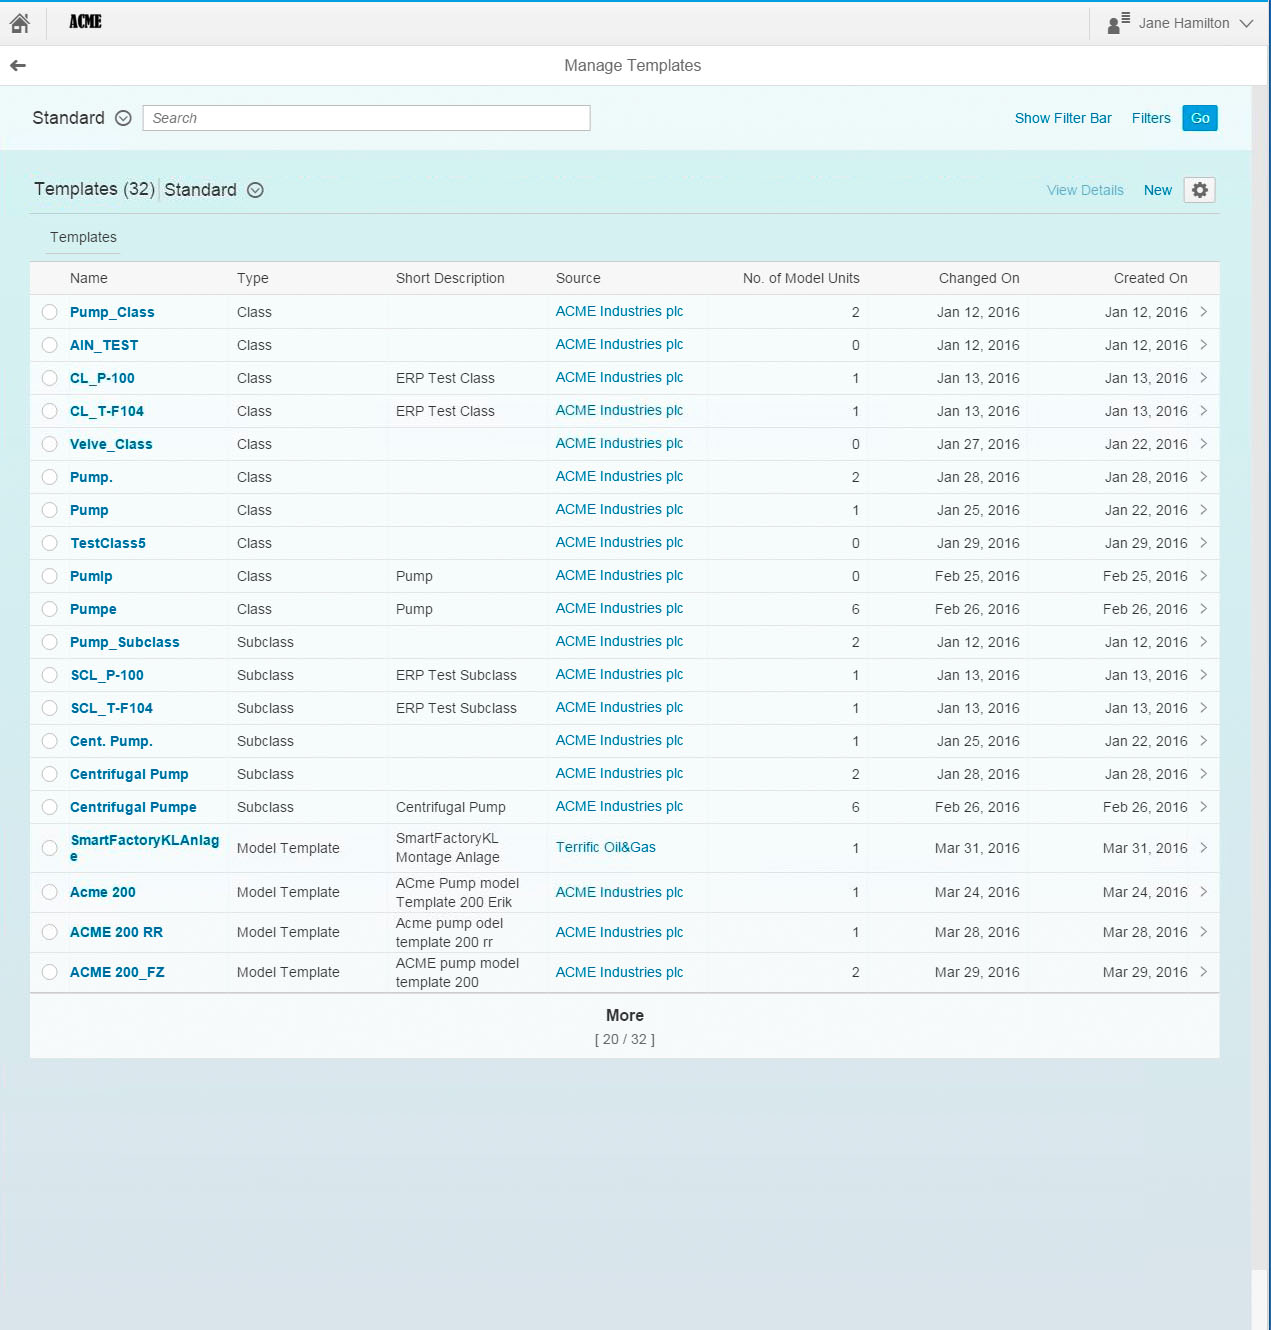 ACME
Jane Hamilton
Manage Templates
Standard
Search
Show Filter Bar Filters Go
Templates (32) Standard
View Details New
Templates
Name Type Short Description Source No. of Model Units Changed On Created On
Pump_Class Class ACME Industries plc 2 Jan 12, 2016 Jan 12, 2016
AIN_TEST Class ACME Industries plc 0 Jan 12, 2016 Jan 12, 2016
CL_P-100 Class ERP Test Class ACME Industries plc 1 Jan 13, 2016 Jan 13, 2016
CL_T-F104 Class ERP Test Class ACME Industries plc 1 Jan 13, 2016 Jan 13, 2016
Velve_Class Class ACME Industries plc 0 Jan 27, 2016 Jan 22, 2016
Pump. Class ACME Industries plc 2 Jan 28, 2016 Jan 28, 2016
Pump Class ACME Industries plc 1 Jan 25, 2016 Jan 22, 2016
TestClass5 Class ACME Industries plc 0 Jan 29, 2016 Jan 29, 2016
Pumlp Class Pump ACME Industries plc 0 Feb 25, 2016 Feb 25, 2016
Pumpe Class Pump ACME Industries plc 6 Feb 26, 2016 Feb 26, 2016
Pump_Subclass Subclass ACME Industries plc 2 Jan 12, 2016 Jan 12, 2016
SCL_P-100 Subclass ERP Test Subclass ACME Industries plc 1 Jan 13, 2016 Jan 13, 2016
SCL_T-F104 Subclass ERP Test Subclass ACME Industries plc 1 Jan 13, 2016 Jan 13, 2016
Cent. Pump. Subclass ACME Industries plc 1 Jan 25, 2016 Jan 22, 2016
Centrifugal Pump Subclass ACME Industries plc 2 Jan 28, 2016 Jan 28, 2016
Centrifugal Pumpe Subclass Centrifugal Pump ACME Industries plc 6 Feb 26, 2016 Feb 26, 2016
SmartFactoryKLAnlag
e Model Template SmartFactoryKL
Montage Anlage Terrific Oil&Gas 1 Mar 31, 2016 Mar 31, 2016
Acme 200 Model Template ACme Pump model
Template 200 Erik ACME Industries plc 1 Mar 24, 2016 Mar 24, 2016
ACME 200 RR Model Template Acme pump odel
template 200 rr ACME Industries plc 1 Mar 28, 2016 Mar 28, 2016
ACME 200_FZ Model Template ACME pump model
template 200 ACME Industries plc 2 Mar 29, 2016 Mar 29, 2016
More
[ 20 / 32 ]